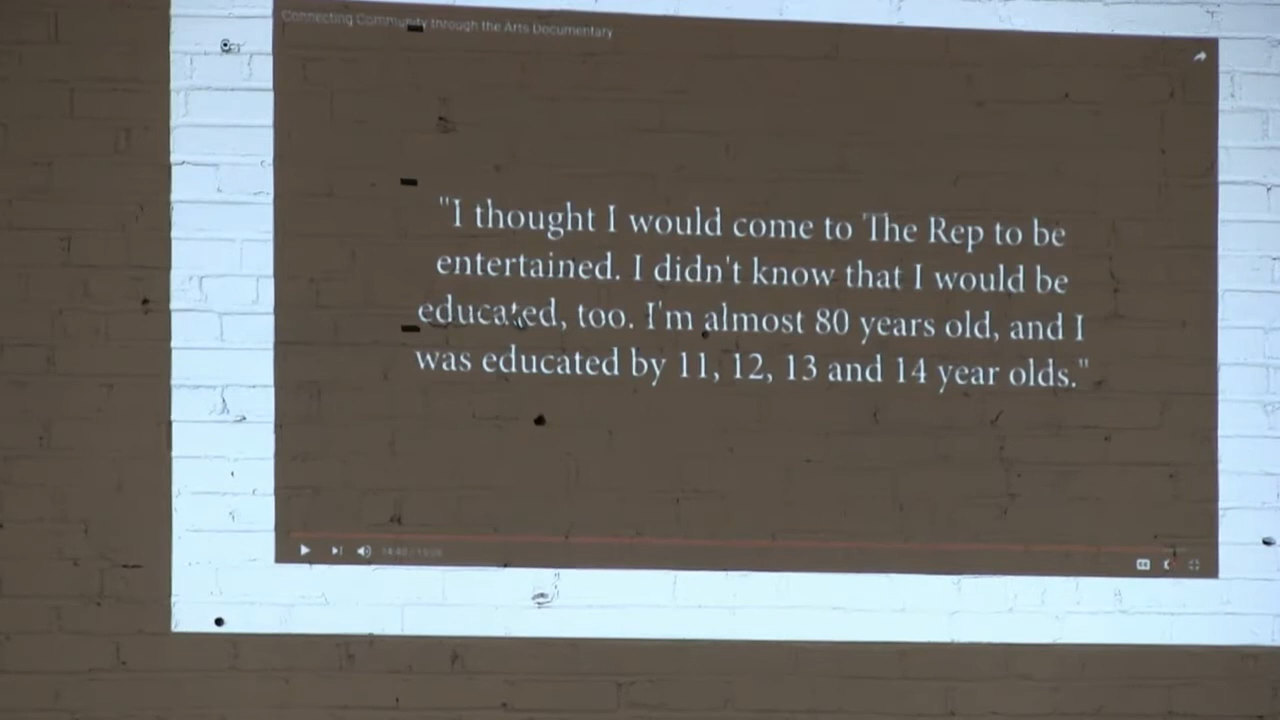 Connecting Community through the Arts Documentary
"I thought I would come to The Rep to be
entertained. I didn't know that I would be
educated, too. I'm almost 80 years old, and I
was educated by 11, 12, 13 and 14 year olds."
CC